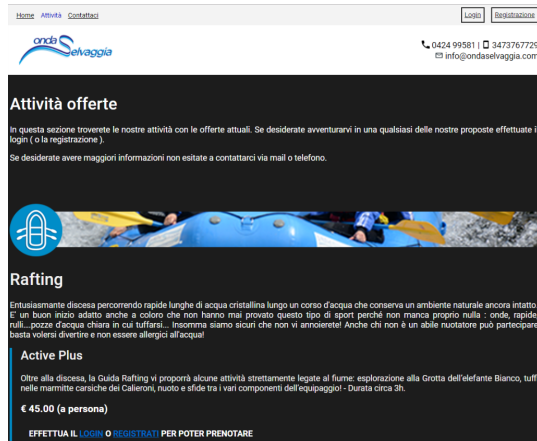 Home Attività Contattaci Login Registrazione
onda
Selvaggia
0424 99581 | 3473767729
info@ondaselvaggia.com
Attività offerte
In questa sezione troverete le nostre attività con le offerte attuali. Se desiderate avventurarvi in una qualsiasi delle nostre proposte effettuate i
login ( o la registrazione ).
Se desiderate avere maggiori informazioni non esitate a contattarci via mail o telefono.
Rafting
Entusiasmante discesa percorrendo rapide lunghe di acqua cristallina lungo un corso d'acqua che conserva un ambiente naturale ancora intatto.
E' un buon inizio adatto anche a coloro che non hanno mai provato questo tipo di sport perché non manca proprio nulla : onde, rapide,
rulli....pozze d'acqua chiara in cui tuffarsi... Insomma siamo sicuri che non vi annoierete! Anche chi non è un abile nuotatore può partecipare,
basta volersi divertire e non essere allergici all'acqua!
Active Plus
Oltre alla discesa, la Guida Rafting vi proporrà alcune attività strettamente legate al fiume: esplorazione alla Grotta dell'elefante Bianco, tuff
nelle marmitte carsiche dei Calieroni, nuoto e sfide tra i vari componenti dell'equipaggio! - Durata circa 3h.
€ 45.00 (a persona)
EFFETTUA IL LOGIN O REGISTRATI PER POTER PRENOTARE